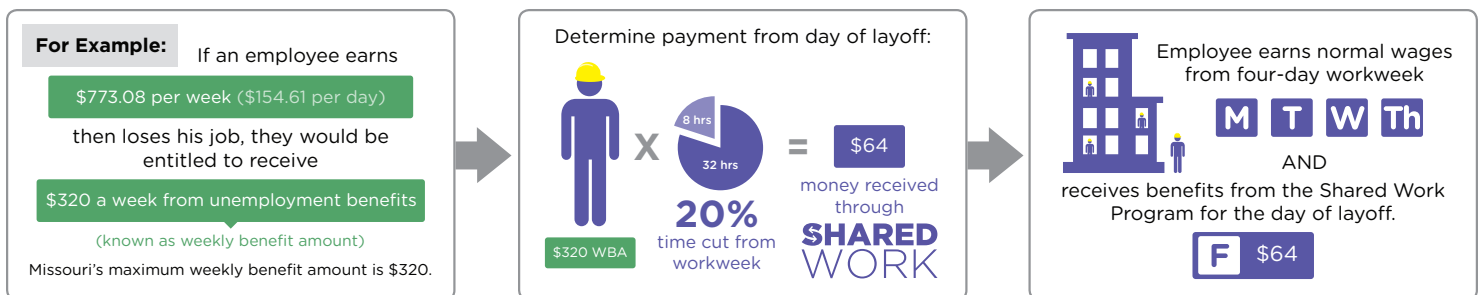 For Example: If an employee earns
$773.08 per week ($154.61 per day)
then loses his job, they would be
entitled to receive
$320 a week from unemployment benefits
(known as weekly benefit amount)
Missouri's maximum weekly benefit amount is $320.
Determine payment from day of layoff:
8 hrs
32 hrs
X
=
$64
$320 WBA
20%
time cut from
workweek
money received
through
SHARED
WORK
Employee earns normal wages
from four-day workweek
M T W Th
AND
receives benefits from the Shared Work
Program for the day of layoff.
F $64